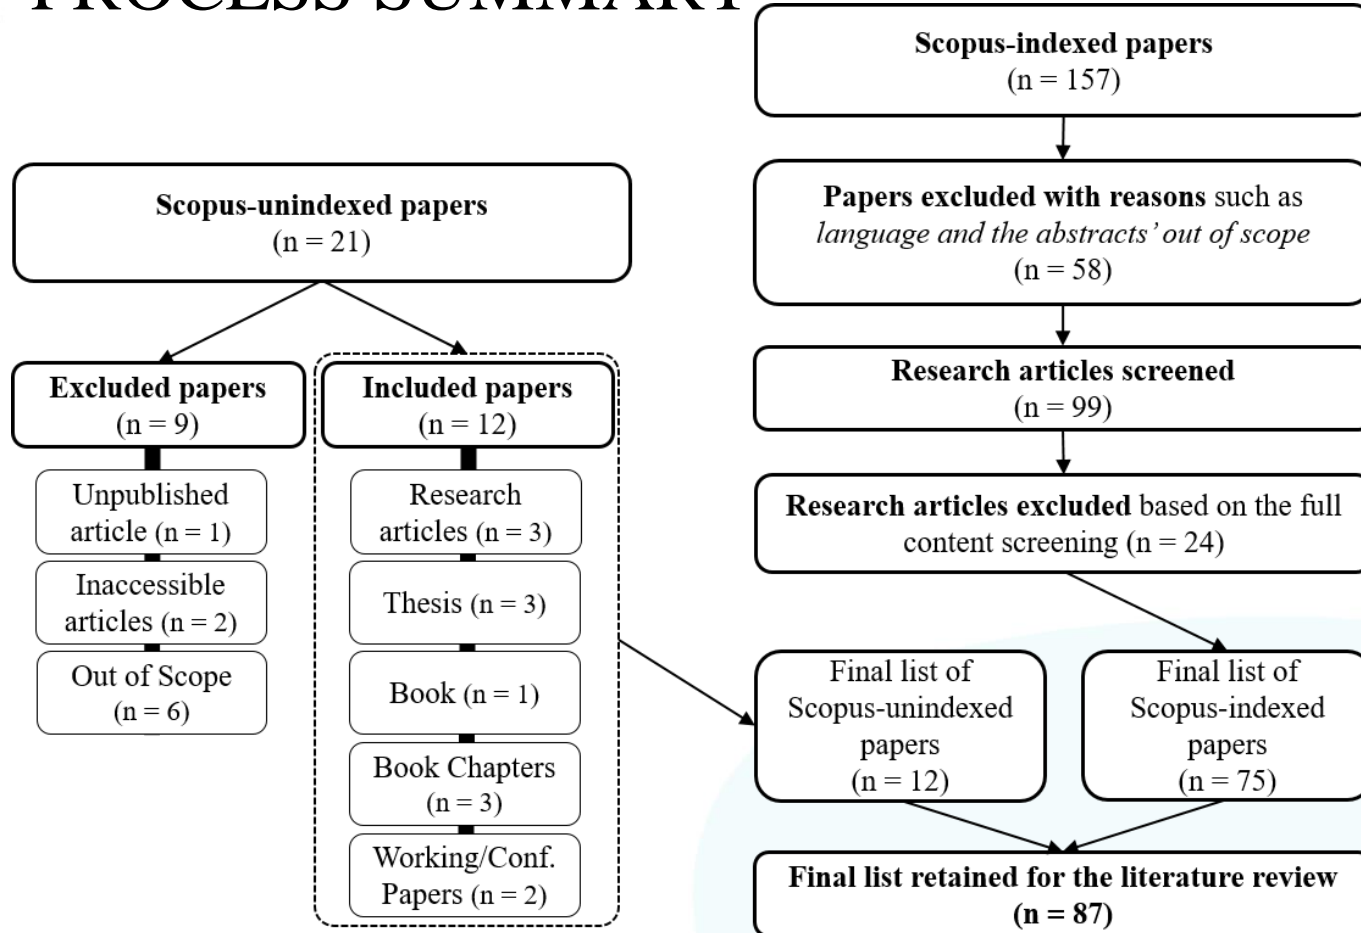 PROCESS SUMMARY
Scopus-unindexed papers
(n = 21)
Excluded papers
(n = 9)
Unpublished
article (n = 1)
Inaccessible
articles (n = 2)
Out of Scope
(n = 6)
Included papers
(n = 12)
Research
articles (n = 3)
Thesis (n = 3)
Book (n = 1)
Book Chapters
(n = 3)
Working/Conf.
Papers (n = 2)
Scopus-indexed papers
(n = 157)
Papers excluded with reasons such as
language and the abstracts’ out of scope
(n = 58)
Research articles screened
(n = 99)
Research articles excluded based on the full
content screening (n = 24)
Final list of
Scopus-unindexed
papers
(n = 12)
Final list of
Scopus-indexed
papers
(n = 75)
Final list retained for the literature review
(n = 87)